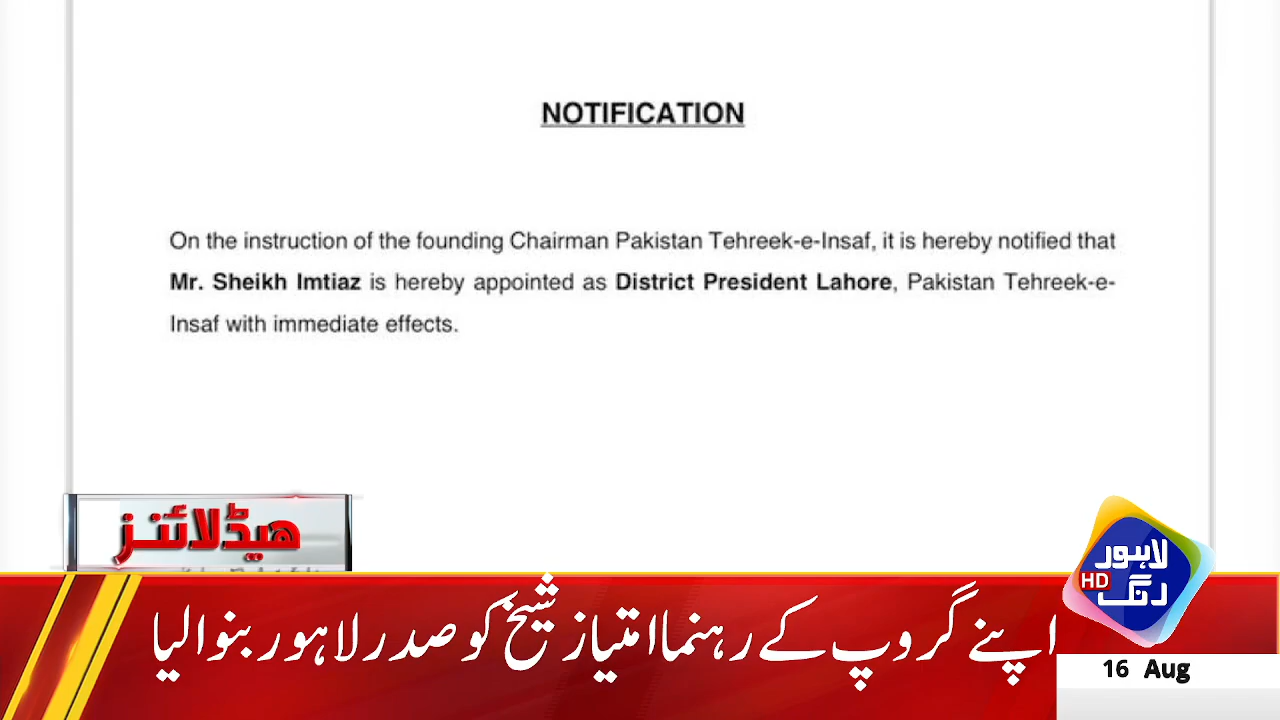 NOTIFICATION
On the instruction of the founding Chairman Pakistan Tehreek-e-Insaf, it is hereby notified that
Mr. Sheikh Imtiaz is hereby appointed as District President Lahore, Pakistan Tehreek-e-
Insaf with immediate effects.
ہیڈلائنز
لاہور
HD رنگ
اپنے گروپ کے رہنما امتیاز شیخ کو صدر لاہور بنوالیا
16 Aug